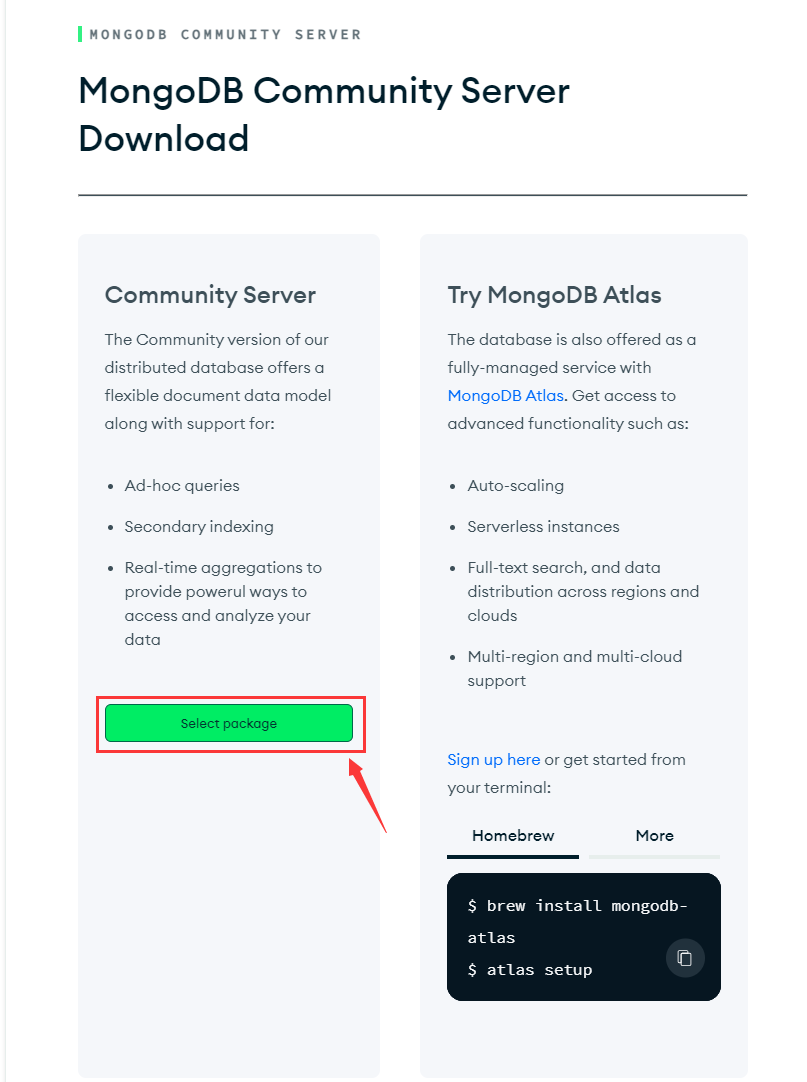 MONGODB COMMUNITY SERVER
MongoDB Community Server
Download
Community Server
The Community version of our
distributed database offers a
flexible document data model
along with support for:
• Ad-hoc queries
• Secondary indexing
• Real-time aggregations to
provide powerul ways to
access and analyze your
data
Select package
Try MongoDB Atlas
The database is also offered as a
fully-managed service with
MongoDB Atlas. Get access to
advanced functionality such as:
• Auto-scaling
• Serverless instances
• Full-text search, and data
distribution across regions and
clouds
• Multi-region and multi-cloud
support
Sign up here or get started from
your terminal:
Homebrew More
$ brew install mongodb-
atlas
$ atlas setup